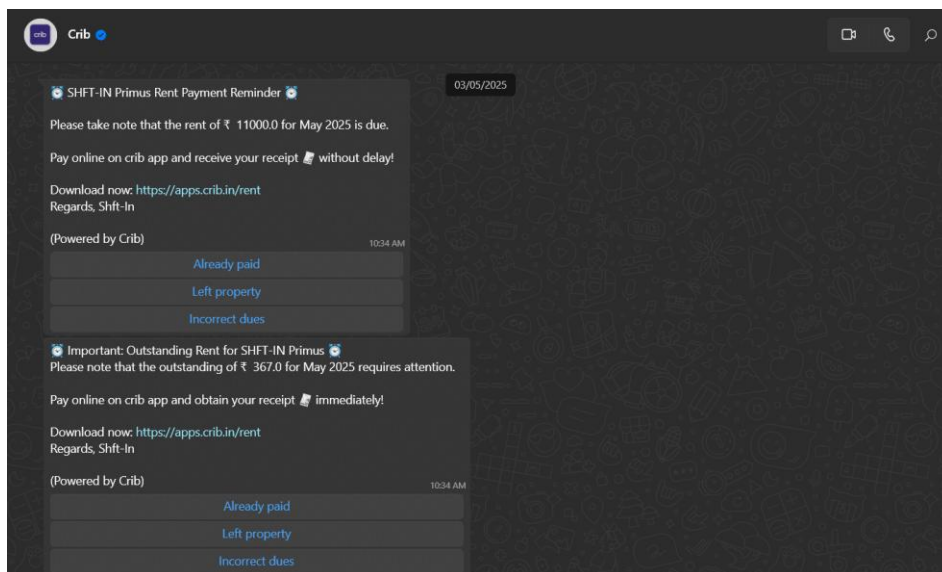 crib
Crib
03/05/2025
⏰ SHFT-IN Primus Rent Payment Reminder ⏰
Please take note that the rent of ₹ 11000.0 for May 2025 is due.
Pay online on crib app and receive your receipt 🧾 without delay!
Download now: https://apps.crib.in/rent
Regards, Shft-In
(Powered by Crib)
10:34 AM
Already paid
Left property
Incorrect dues
⏰ Important: Outstanding Rent for SHFT-IN Primus ⏰
Please note that the outstanding of ₹ 367.0 for May 2025 requires attention.
Pay online on crib app and obtain your receipt 🧾 immediately!
Download now: https://apps.crib.in/rent
Regards, Shft-In
(Powered by Crib)
10:34 AM
Already paid
Left property
Incorrect dues